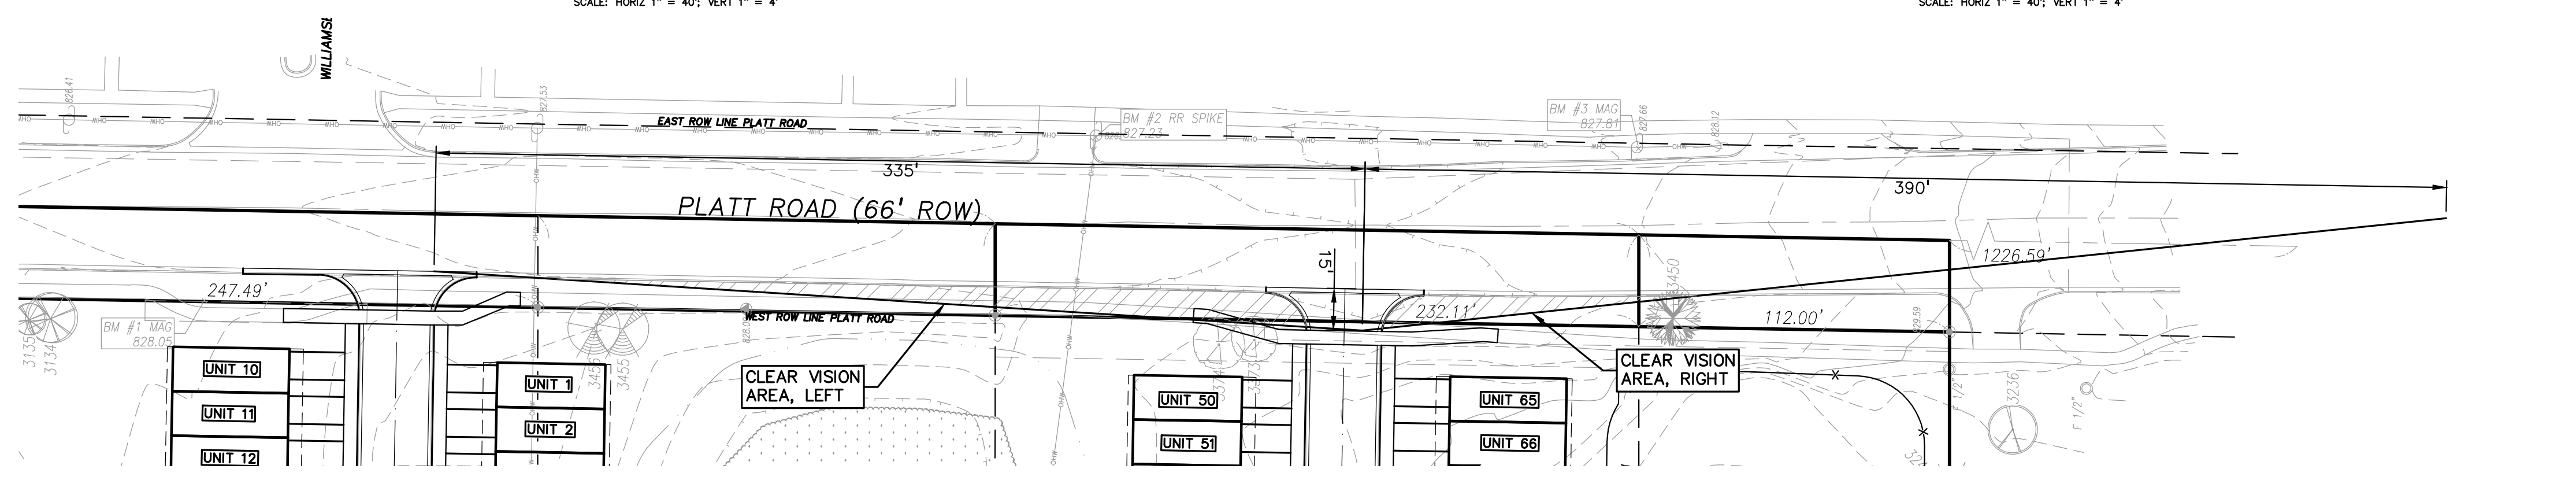 SCALE: HORIZ 1" = 40'; VERT 1" = 4'
SCALE: HORIZ 1" = 40'; VERT 1" = 4'
826.41
827.53
EAST ROW LINE PLATT ROAD
BM #2 RR SPIKE
827.23
BM #3 MAG
827.81
827.66
828.12
OHW
335'
390'
PLATT ROAD (66' ROW)
15'
1226.59'
247.49'
BM #1 MAG
828.05
WEST ROW LINE PLATT ROAD
232.11'
3450
112.00'
829.59
3135
3134
3455
CLEAR VISION
AREA, LEFT
CLEAR VISION
AREA, RIGHT
UNIT 10
UNIT 11
UNIT 12
UNIT 1
UNIT 2
UNIT 50
UNIT 51
UNIT 65
UNIT 66
3236
F 1/2"